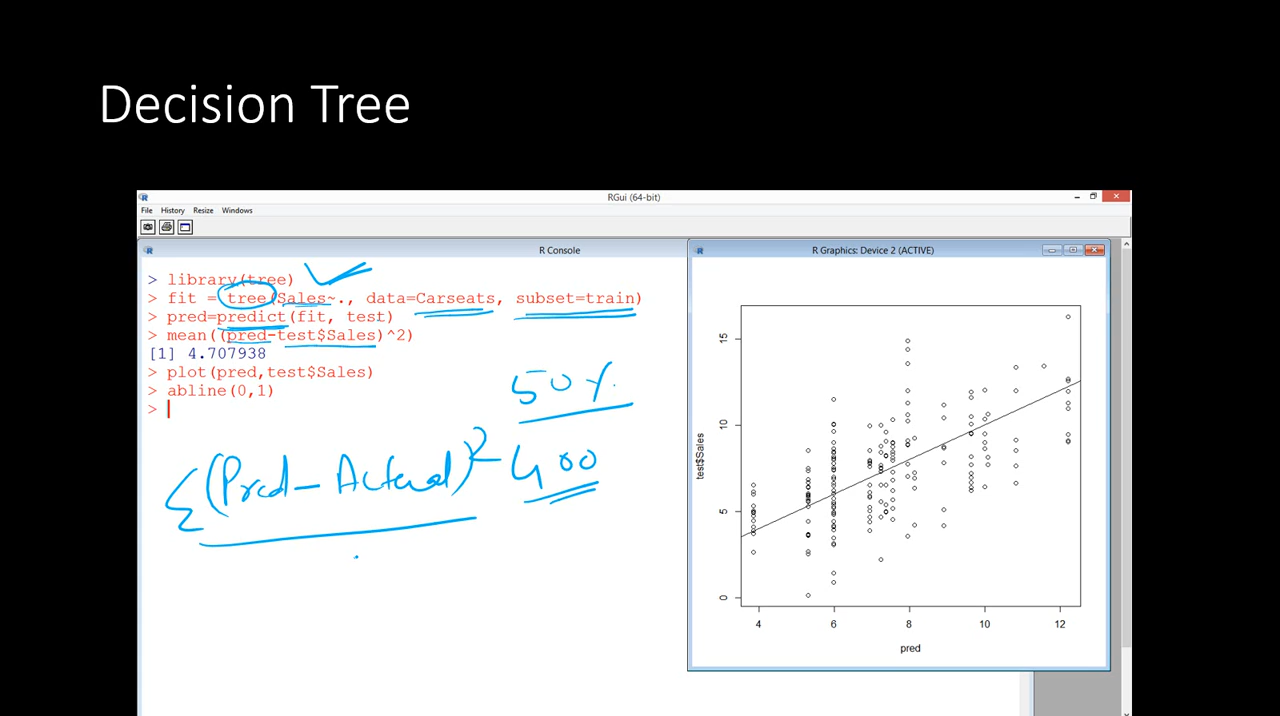 Decision Tree
RGui (64-bit)
File History Resize Windows
R Console
> library(tree)
> fit = tree(Sales~., data=Carseats, subset=train)
> pred=predict(fit, test)
> mean((pred-test$Sales)^2)
[1] 4.707938
> plot(pred,test$Sales)
> abline(0,1)
>
50%
Σ(Pred - Actual)²
400
R Graphics: Device 2 (ACTIVE)
15
10
5
0
test$Sales
4 6 8 10 12
pred